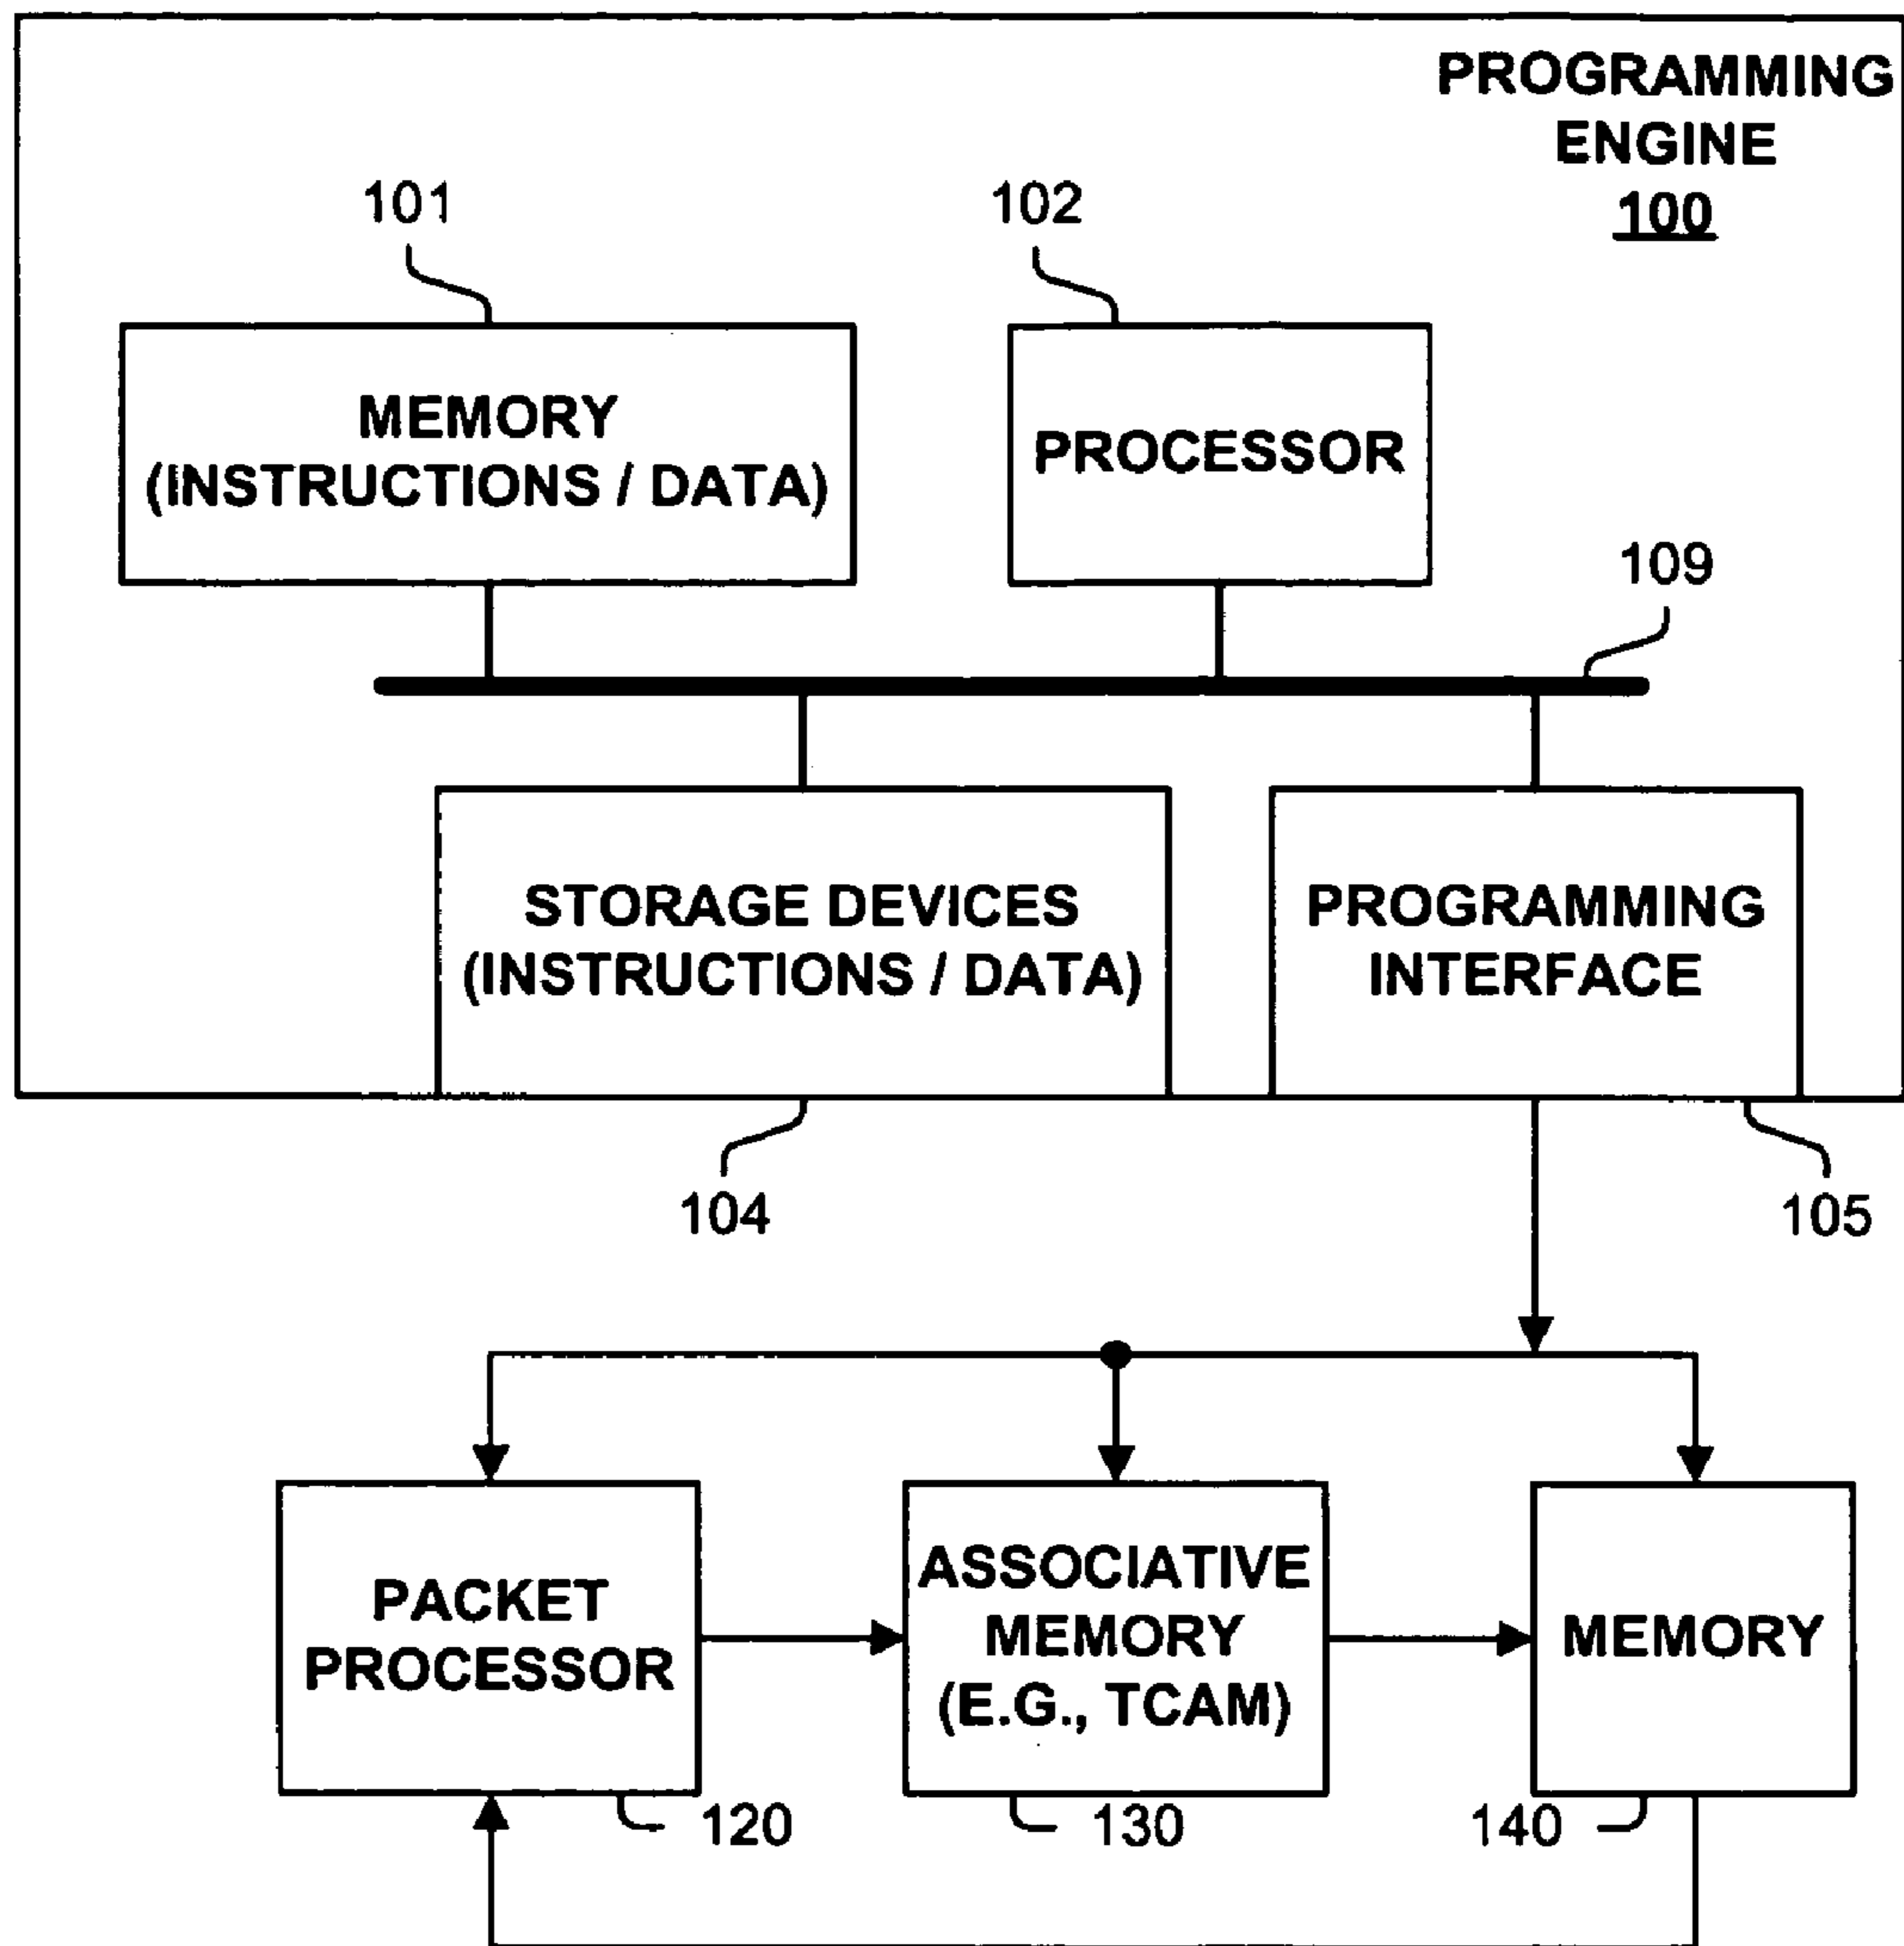 PROGRAMMING
ENGINE
100
101
102
MEMORY
(INSTRUCTIONS / DATA)
PROCESSOR
109
STORAGE DEVICES
(INSTRUCTIONS / DATA)
PROGRAMMING
INTERFACE
104
105
PACKET
PROCESSOR
ASSOCIATIVE
MEMORY
(E.G., TCAM)
MEMORY
120
130
140